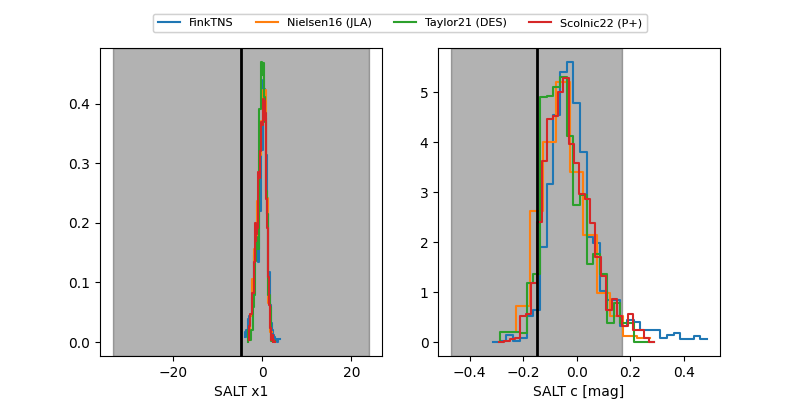 FinkTNS Nielsen16 (JLA) Taylor21 (DES) Scolnic22 (P+)
0.4
0.3
0.2
0.1
0.0
−20 0 20
SALT x1
5
4
3
2
1
0
−0.4 −0.2 0.0 0.2 0.4
SALT c [mag]